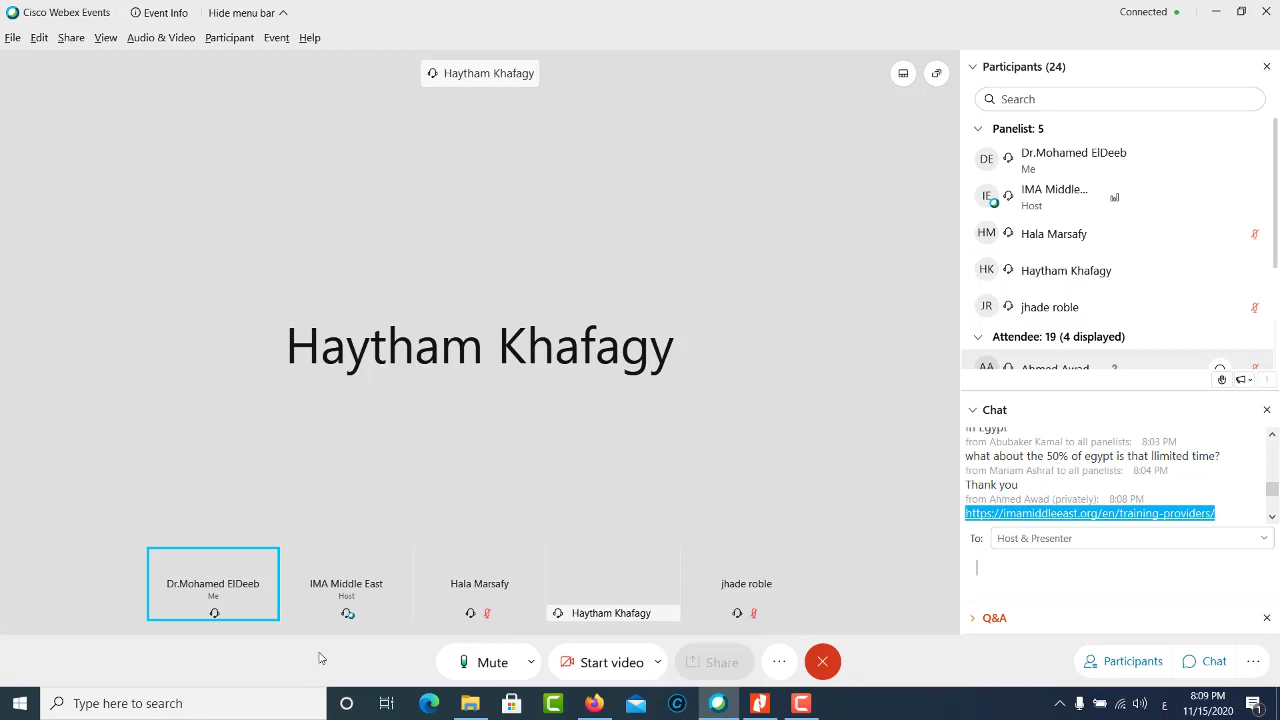 Cisco Webex Events
Event Info
Hide menu bar
Connected
File Edit Share View Audio & Video Participant Event Help
Haytham Khafagy
Haytham Khafagy
Dr.Mohamed ElDeeb
Me
IMA Middle East
Host
Hala Marsafy
Haytham Khafagy
jhade roble
Participants (24)
Search
Panelist: 5
DE Dr.Mohamed ElDeeb
Me
IE IMA Middle...
Host
HM Hala Marsafy
HK Haytham Khafagy
JR jhade roble
Attendee: 19 (4 displayed)
AA Ahmed Awad
Chat
in Egypt
from Abubaker Kamal to all panelists: 8:03 PM
what about the 50% of egypt is that llimited time?
from Mariam Ashraf to all panelists: 8:04 PM
Thank you
from Ahmed Awad (privately): 8:08 PM
https://imamiddleeast.org/en/training-providers/
To: Host & Presenter
Q&A
Mute
Start video
Share
Participants
Chat
Type here to search
ع
8:09 PM
11/15/2020
1